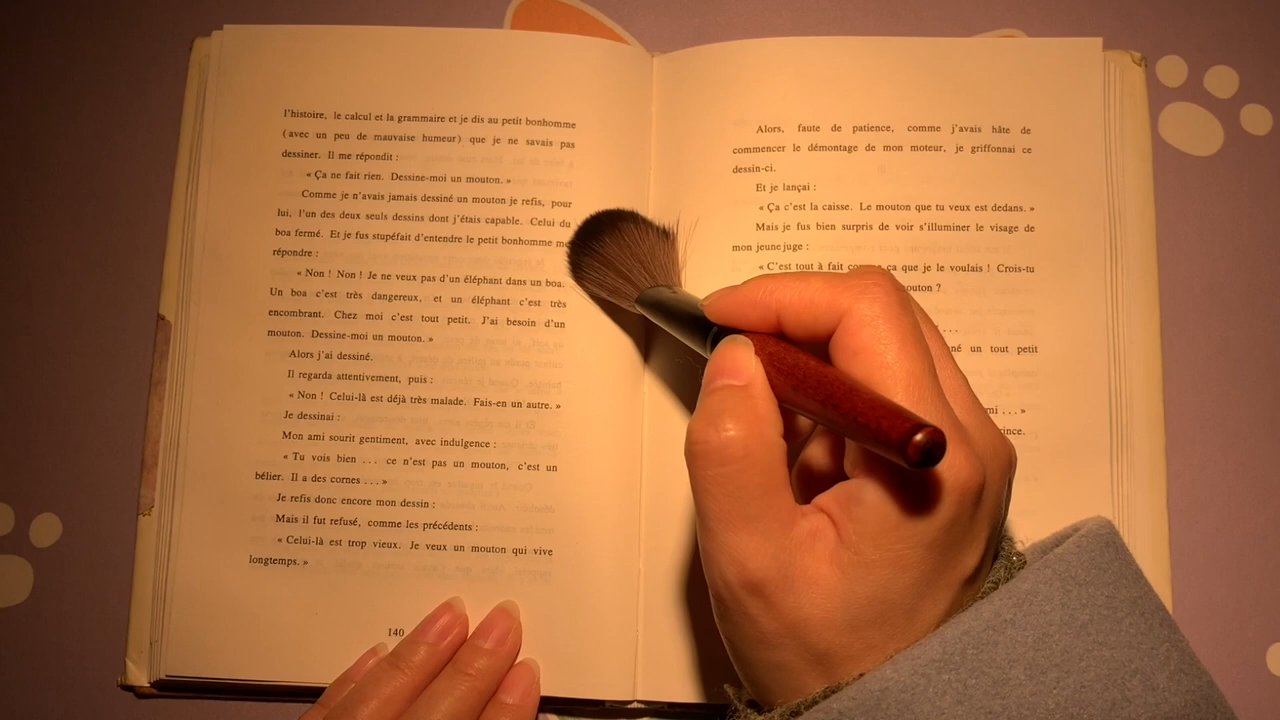 l'histoire, le calcul et la grammaire et je dis au petit bonhomme
(avec un peu de mauvaise humeur) que je ne savais pas
dessiner. Il me répondit :
« Ça ne fait rien. Dessine-moi un mouton. »
Comme je n'avais jamais dessiné un mouton je refis, pour
lui, l'un des deux seuls dessins dont j'étais capable. Celui du
boa fermé. Et je fus stupéfait d'entendre le petit bonhomme me
répondre :
« Non ! Non ! Je ne veux pas d'un éléphant dans un boa.
Un boa c'est très dangereux, et un éléphant c'est très
encombrant. Chez moi c'est tout petit. J'ai besoin d'un
mouton. Dessine-moi un mouton. »
Alors j'ai dessiné.
Il regarda attentivement, puis :
« Non ! Celui-là est déjà très malade. Fais-en un autre. »
Je dessinai :
Mon ami sourit gentiment, avec indulgence :
« Tu vois bien ... ce n'est pas un mouton, c'est un
bélier. Il a des cornes ... »
Je refis donc encore mon dessin :
Mais il fut refusé, comme les précédents :
« Celui-là est trop vieux. Je veux un mouton qui vive
longtemps. »
140
Alors, faute de patience, comme j'avais hâte de
commencer le démontage de mon moteur, je griffonnai ce
dessin-ci.
Et je lançai :
« Ça c'est la caisse. Le mouton que tu veux est dedans. »
Mais je fus bien surpris de voir s'illuminer le visage de
mon jeune juge :
« C'est tout à fait comme ça que je le voulais ! Crois-tu
mouton ?
...
un tout petit
... »